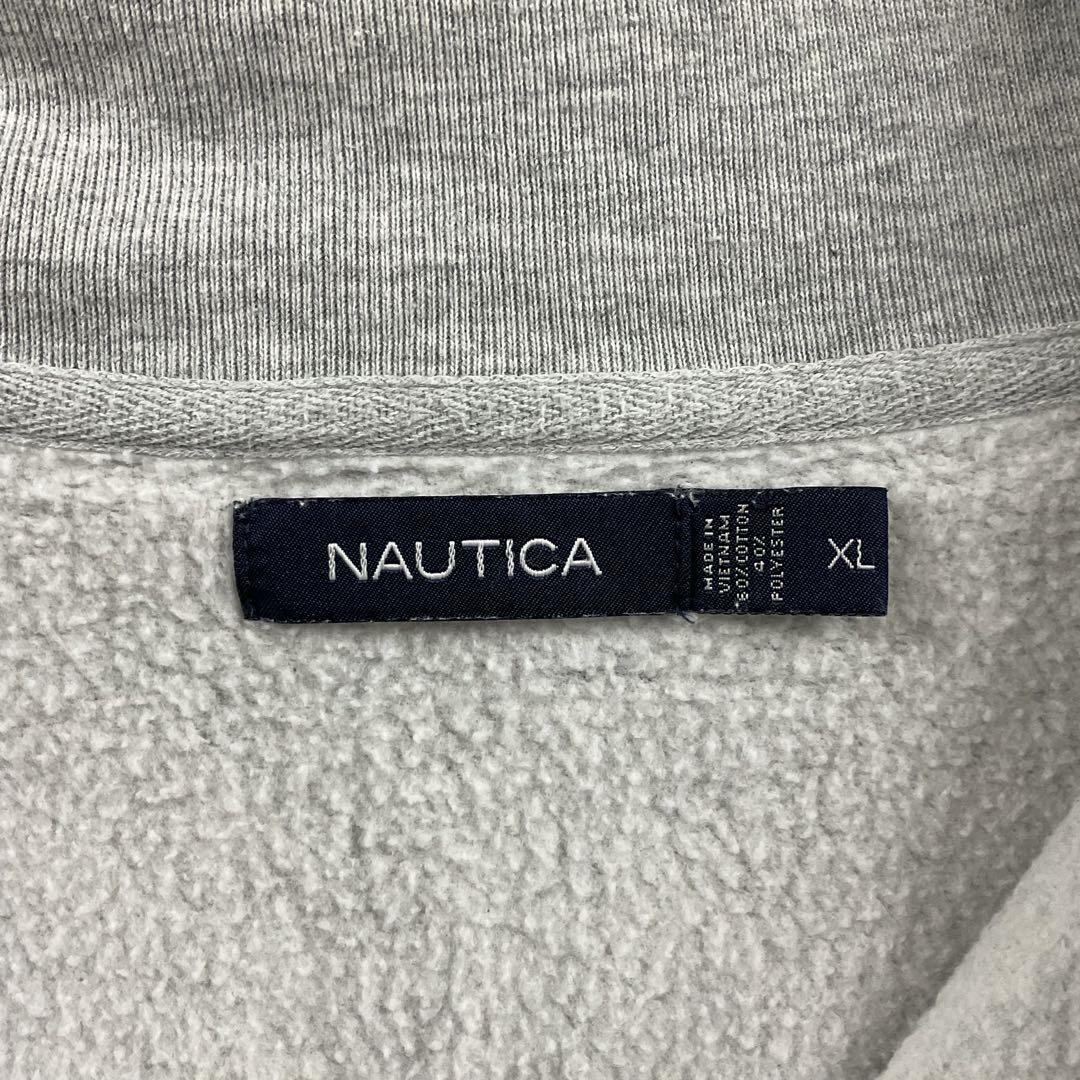 NAUTICA
MADE IN
VIETNAM
60% COTTON
40%
POLYESTER
XL